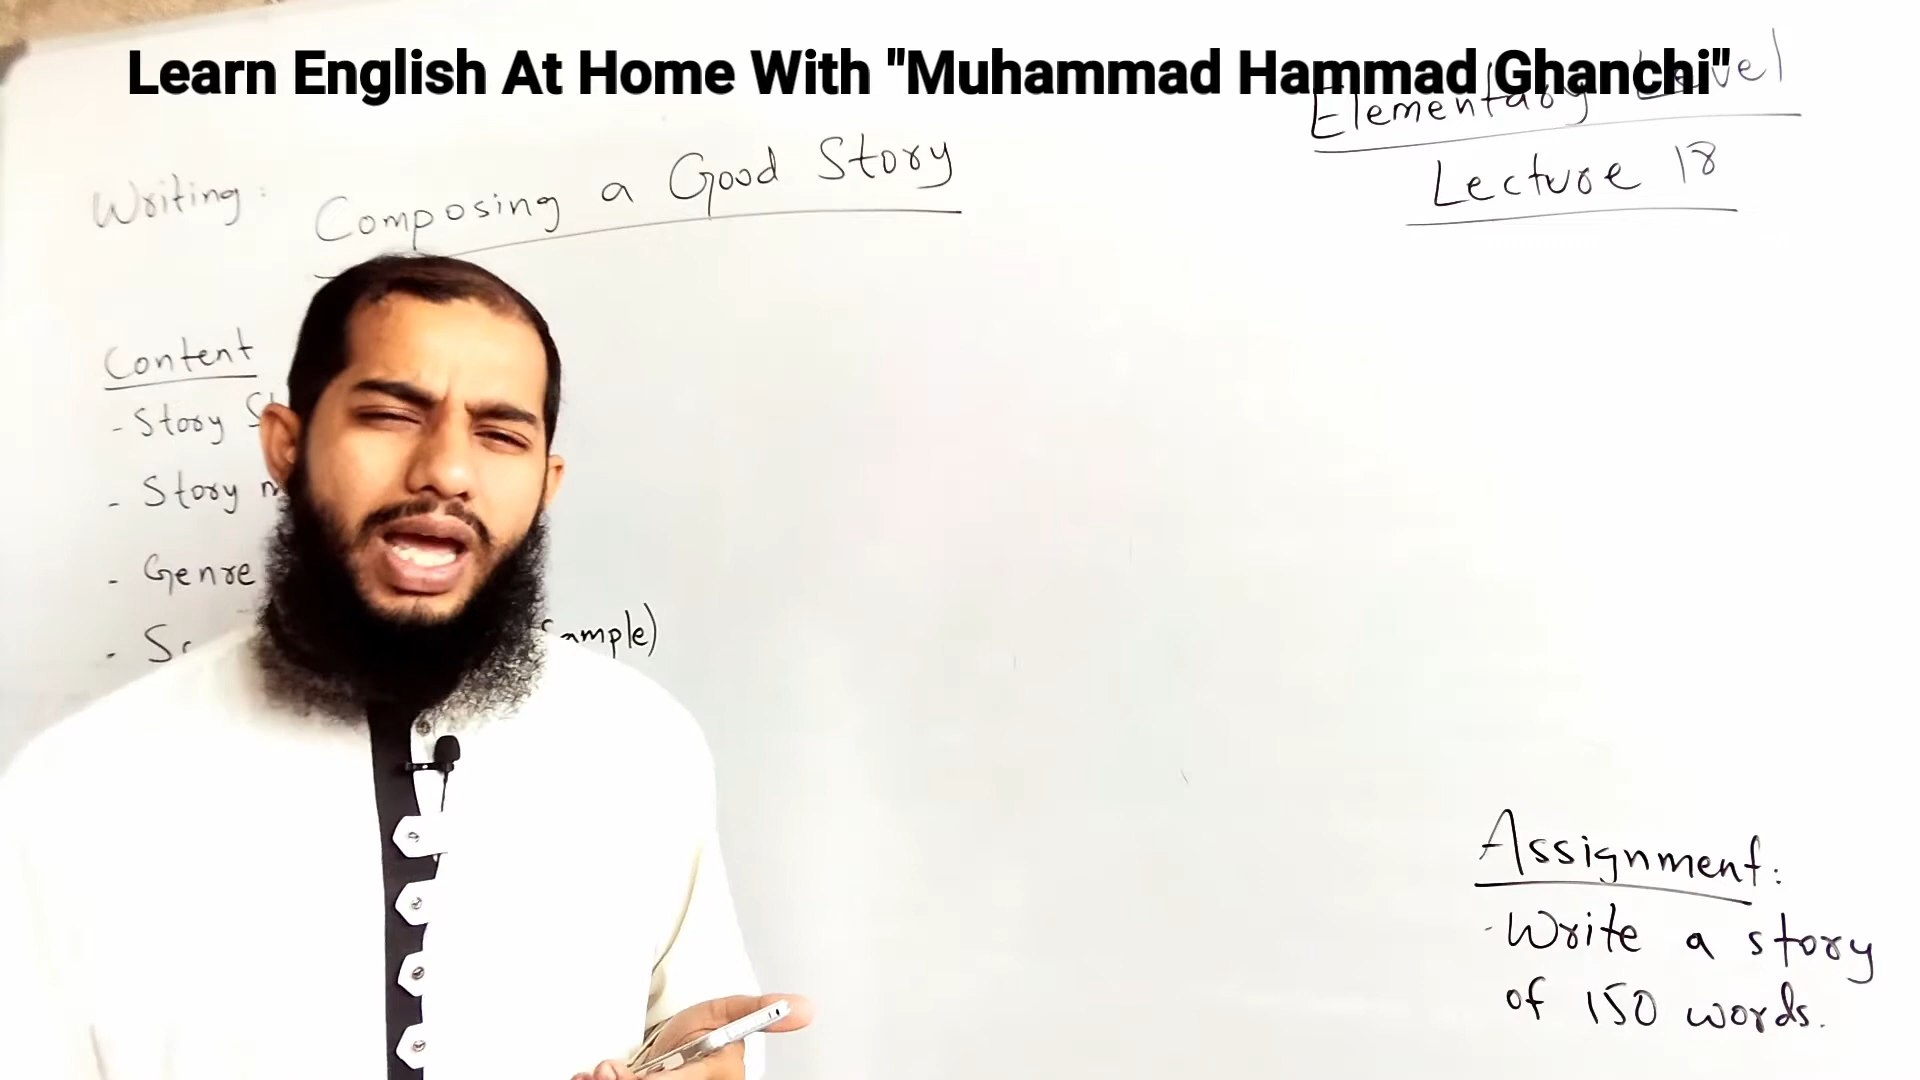 Learn English At Home With "Muhammad Hammad Ghanchi"
Elementary Level
Lecture 18
Writing: Composing a Good Story
Content
- Story
- Story
- Genre
-
Assignment:
- Write a story
of 150 words.